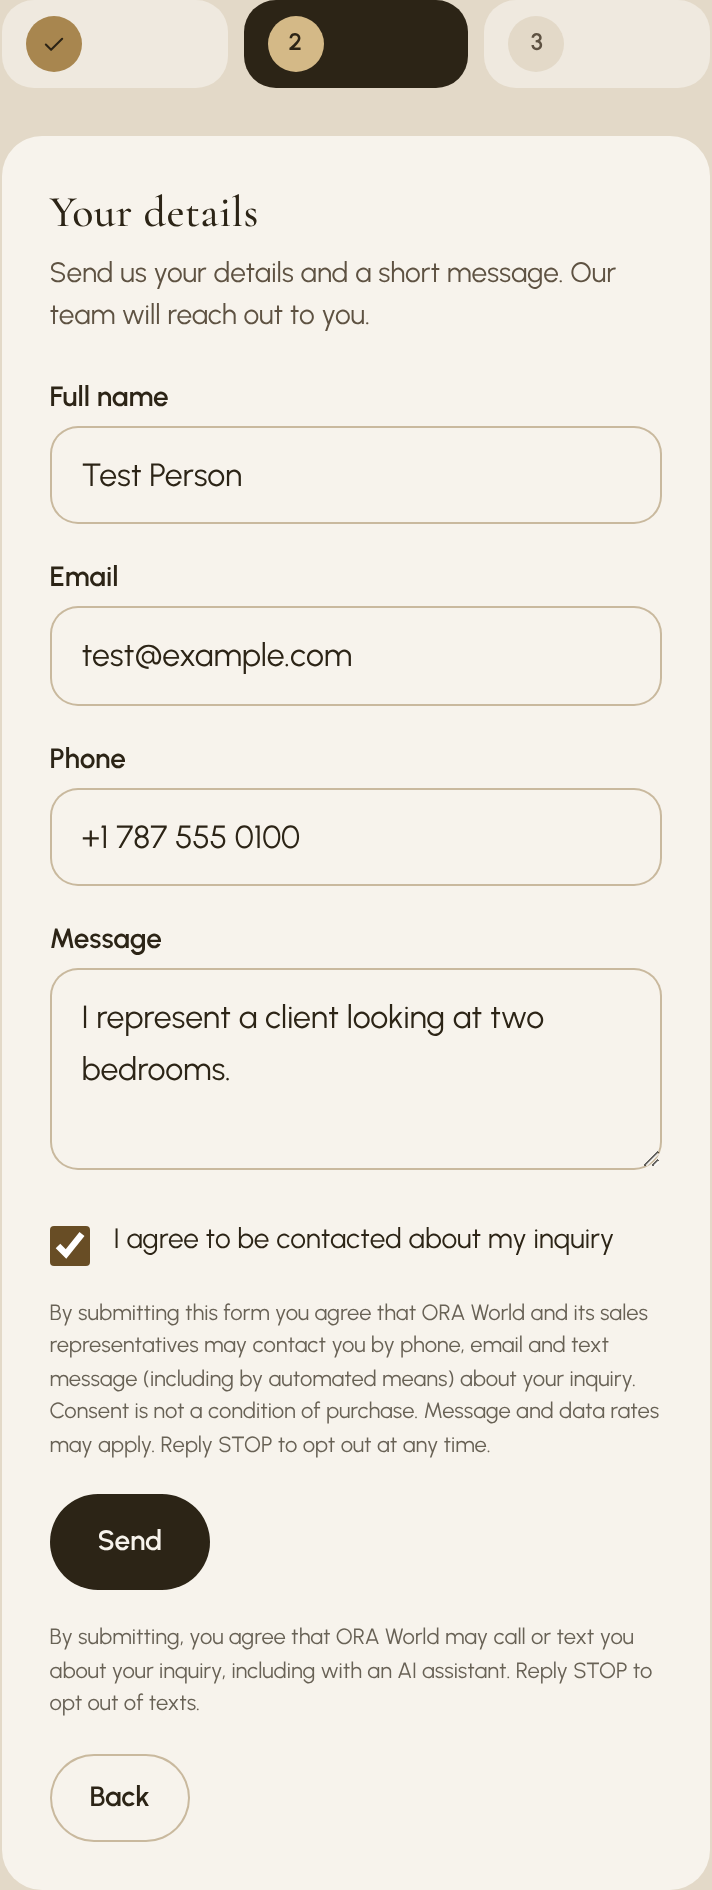 2
3
Your details
Send us your details and a short message. Our
team will reach out to you.
Full name
Test Person
Email
test@example.com
Phone
+1 787 555 0100
Message
I represent a client looking at two
bedrooms.
I agree to be contacted about my inquiry
By submitting this form you agree that ORA World and its sales
representatives may contact you by phone, email and text
message (including by automated means) about your inquiry.
Consent is not a condition of purchase. Message and data rates
may apply. Reply STOP to opt out at any time.
Send
By submitting, you agree that ORA World may call or text you
about your inquiry, including with an AI assistant. Reply STOP to
opt out of texts.
Back